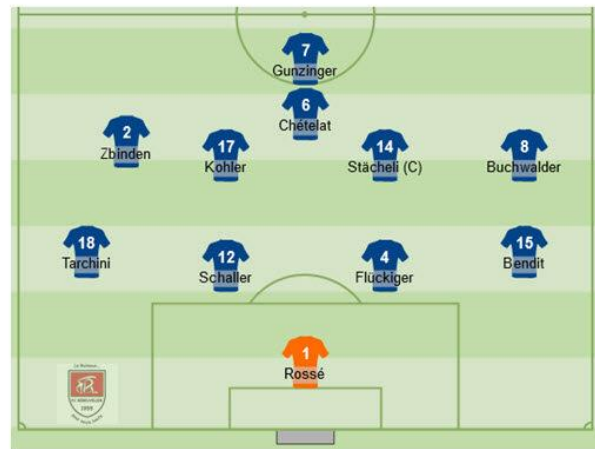 7
Gunzinger
6
Chételat
2
Zbinden
17
Kohler
14
Stächeli (C)
8
Buchwalder
18
Tarchini
12
Schaller
4
Flückiger
15
Bendit
1
Rossé
1959